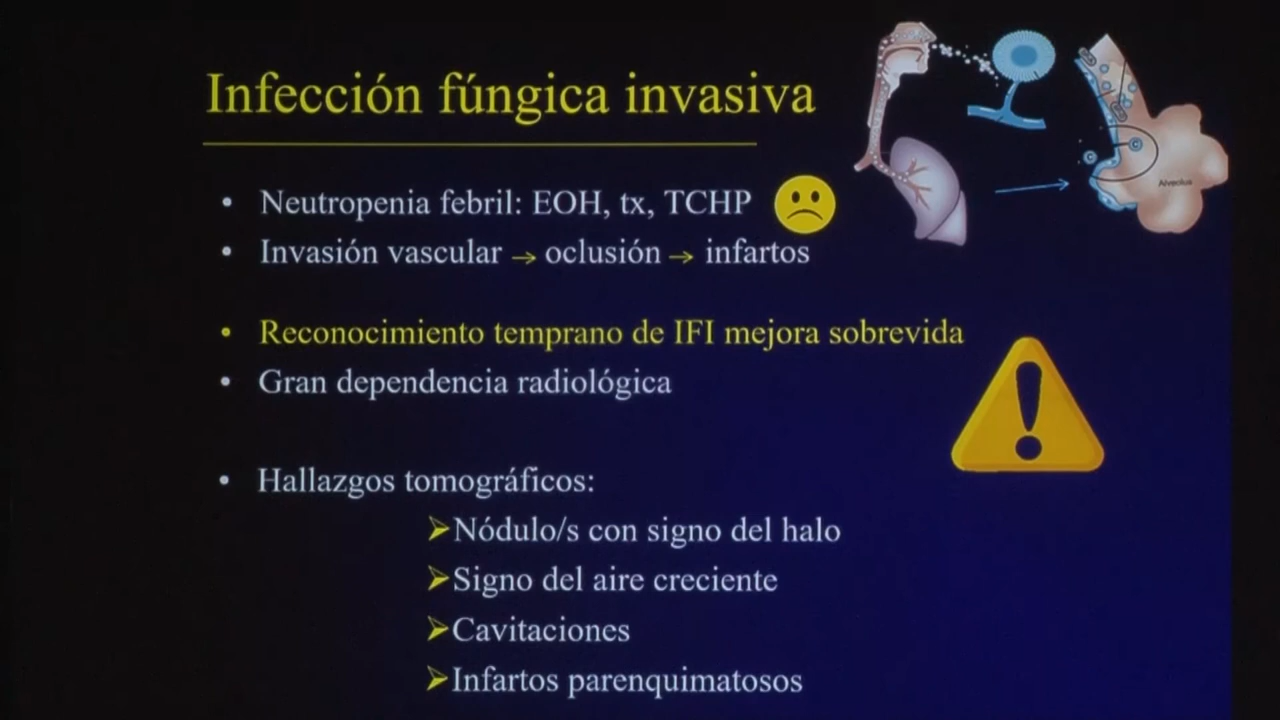 Infección fúngica invasiva
Alveolus
• Neutropenia febril: EOH, tx, TCHP
• Invasión vascular → oclusión → infartos
• Reconocimiento temprano de IFI mejora sobrevida
• Gran dependencia radiológica
• Hallazgos tomográficos:
➢Nódulo/s con signo del halo
➢Signo del aire creciente
➢Cavitaciones
➢Infartos parenquimatosos